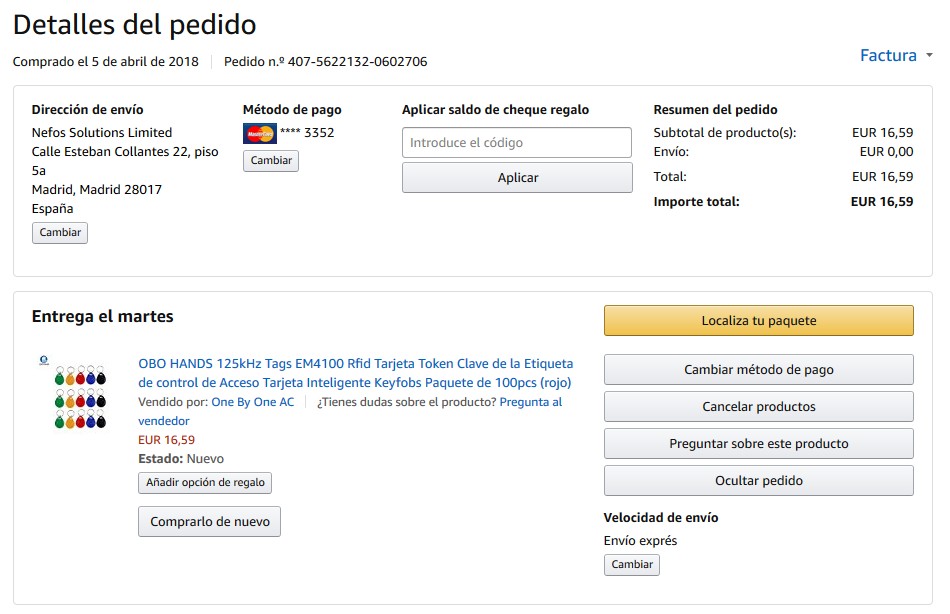 Detalles del pedido
Comprado el 5 de abril de 2018 Pedido n.º 407-5622132-0602706
Factura
Dirección de envío
Nefos Solutions Limited
Calle Esteban Collantes 22, piso
5a
Madrid, Madrid 28017
España
Cambiar
Método de pago
MasterCard **** 3352
Cambiar
Aplicar saldo de cheque regalo
Introduce el código
Aplicar
Resumen del pedido
Subtotal de producto(s): EUR 16,59
Envío: EUR 0,00
Total: EUR 16,59
Importe total: EUR 16,59
Entrega el martes
OBO HANDS 125kHz Tags EM4100 Rfid Tarjeta Token Clave de la Etiqueta
de control de Acceso Tarjeta Inteligente Keyfobs Paquete de 100pcs (rojo)
Vendido por: One By One AC ¿Tienes dudas sobre el producto? Pregunta al
vendedor
EUR 16,59
Estado: Nuevo
Añadir opción de regalo
Comprarlo de nuevo
Localiza tu paquete
Cambiar método de pago
Cancelar productos
Preguntar sobre este producto
Ocultar pedido
Velocidad de envío
Envío exprés
Cambiar